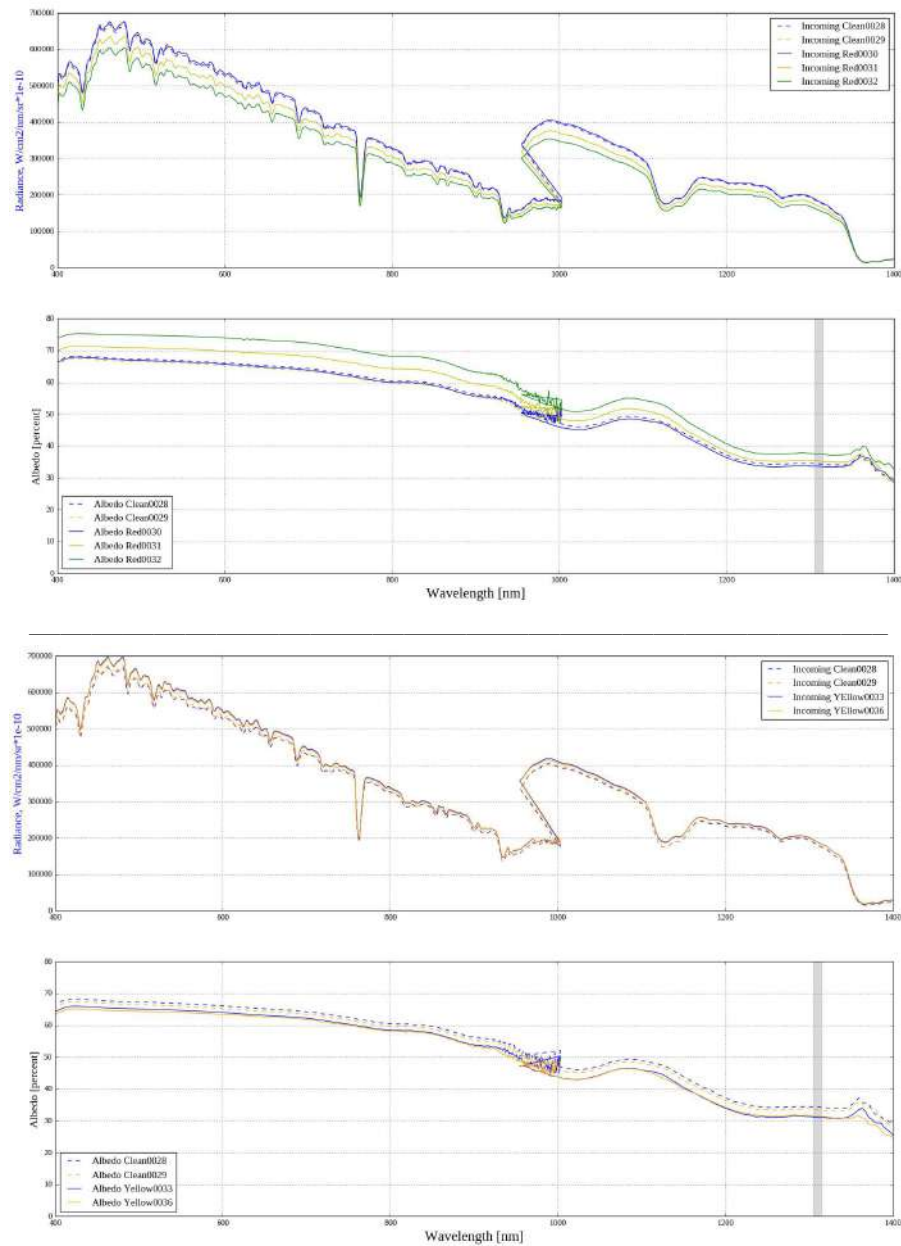 700000
600000
500000
400000
300000
200000
100000
0
Radiance, W/cm2/nm/sr*1e-10
Incoming Clean0028
Incoming Clean0029
Incoming Red0030
Incoming Red0031
Incoming Red0032
400 600 800 1000 1200 1400
80
70
60
50
40
30
20
10
0
Albedo [percent]
Albedo Clean0028
Albedo Clean0029
Albedo Red0030
Albedo Red0031
Albedo Red0032
400 600 800 1000 1200 1400
Wavelength [nm]
700000
600000
500000
400000
300000
200000
100000
0
Radiance, W/cm2/nm/sr*1e-10
Incoming Clean0028
Incoming Clean0029
Incoming YEllow0033
Incoming YEllow0036
400 600 800 1000 1200 1400
80
70
60
50
40
30
20
10
0
Albedo [percent]
Albedo Clean0028
Albedo Clean0029
Albedo Yellow0033
Albedo Yellow0036
400 600 800 1000 1200 1400
Wavelength [nm]